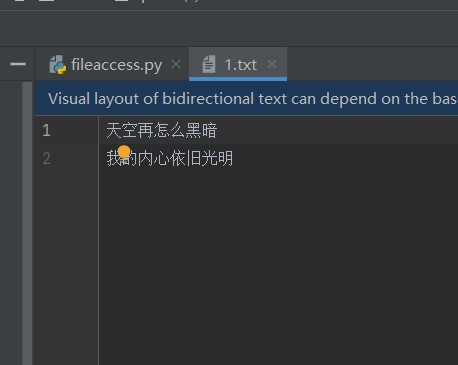 fileaccess.py
1.txt
Visual layout of bidirectional text can depend on the bas
1 天空再怎么黑暗
2 我的内心依旧光明